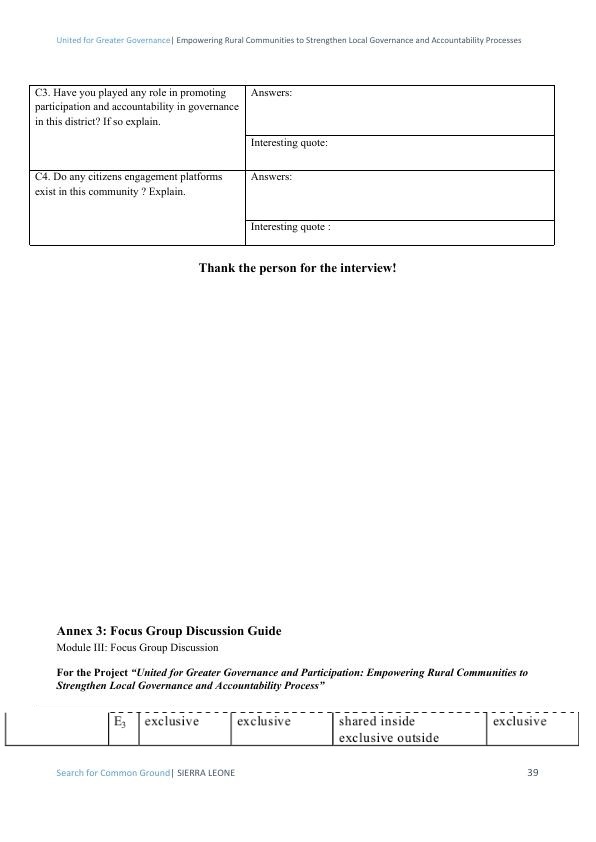 United for Greater Governance| Empowering Rural Communities to Strengthen Local Governance and Accountability Processes
C3. Have you played any role in promoting
participation and accountability in governance
in this district? If so explain.
Answers:
Interesting quote:
C4. Do any citizens engagement platforms
exist in this community ? Explain.
Answers:
Interesting quote :
Thank the person for the interview!
Annex 3: Focus Group Discussion Guide
Module III: Focus Group Discussion
For the Project “United for Greater Governance and Participation: Empowering Rural Communities to
Strengthen Local Governance and Accountability Process”
E₃ exclusive exclusive shared inside exclusive
exclusive outside
Search for Common Ground| SIERRA LEONE 39